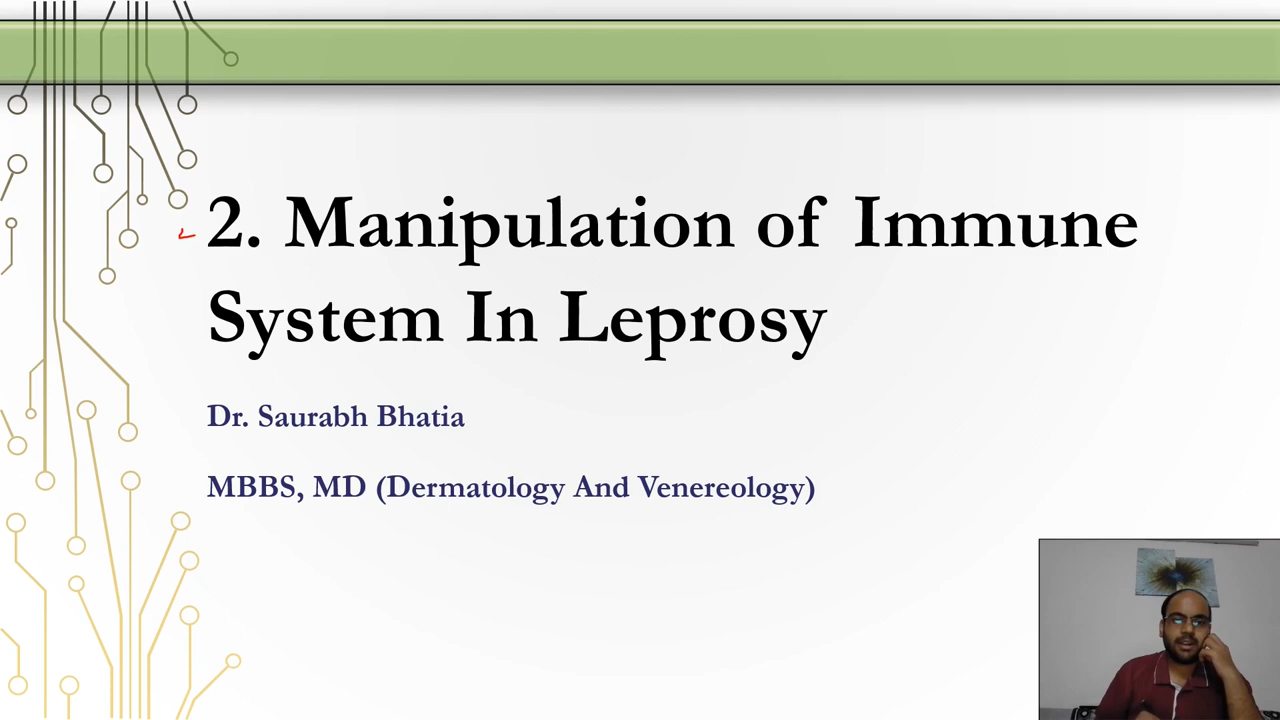 2. Manipulation of Immune
System In Leprosy
Dr. Saurabh Bhatia
MBBS, MD (Dermatology And Venereology)